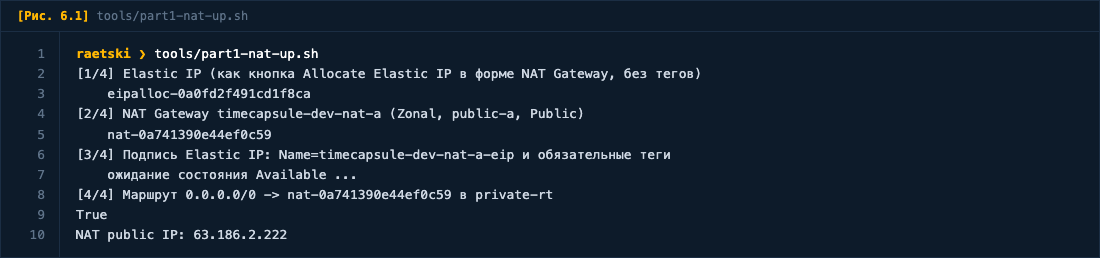 [Рис. 6.1] tools/part1-nat-up.sh
1 raetski ❯ tools/part1-nat-up.sh
2 [1/4] Elastic IP (как кнопка Allocate Elastic IP в форме NAT Gateway, без тегов)
3 eipalloc-0a0fd2f491cd1f8ca
4 [2/4] NAT Gateway timecapsule-dev-nat-a (Zonal, public-a, Public)
5 nat-0a741390e44ef0c59
6 [3/4] Подпись Elastic IP: Name=timecapsule-dev-nat-a-eip и обязательные теги
7 ожидание состояния Available ...
8 [4/4] Маршрут 0.0.0.0/0 -> nat-0a741390e44ef0c59 в private-rt
9 True
10 NAT public IP: 63.186.2.222